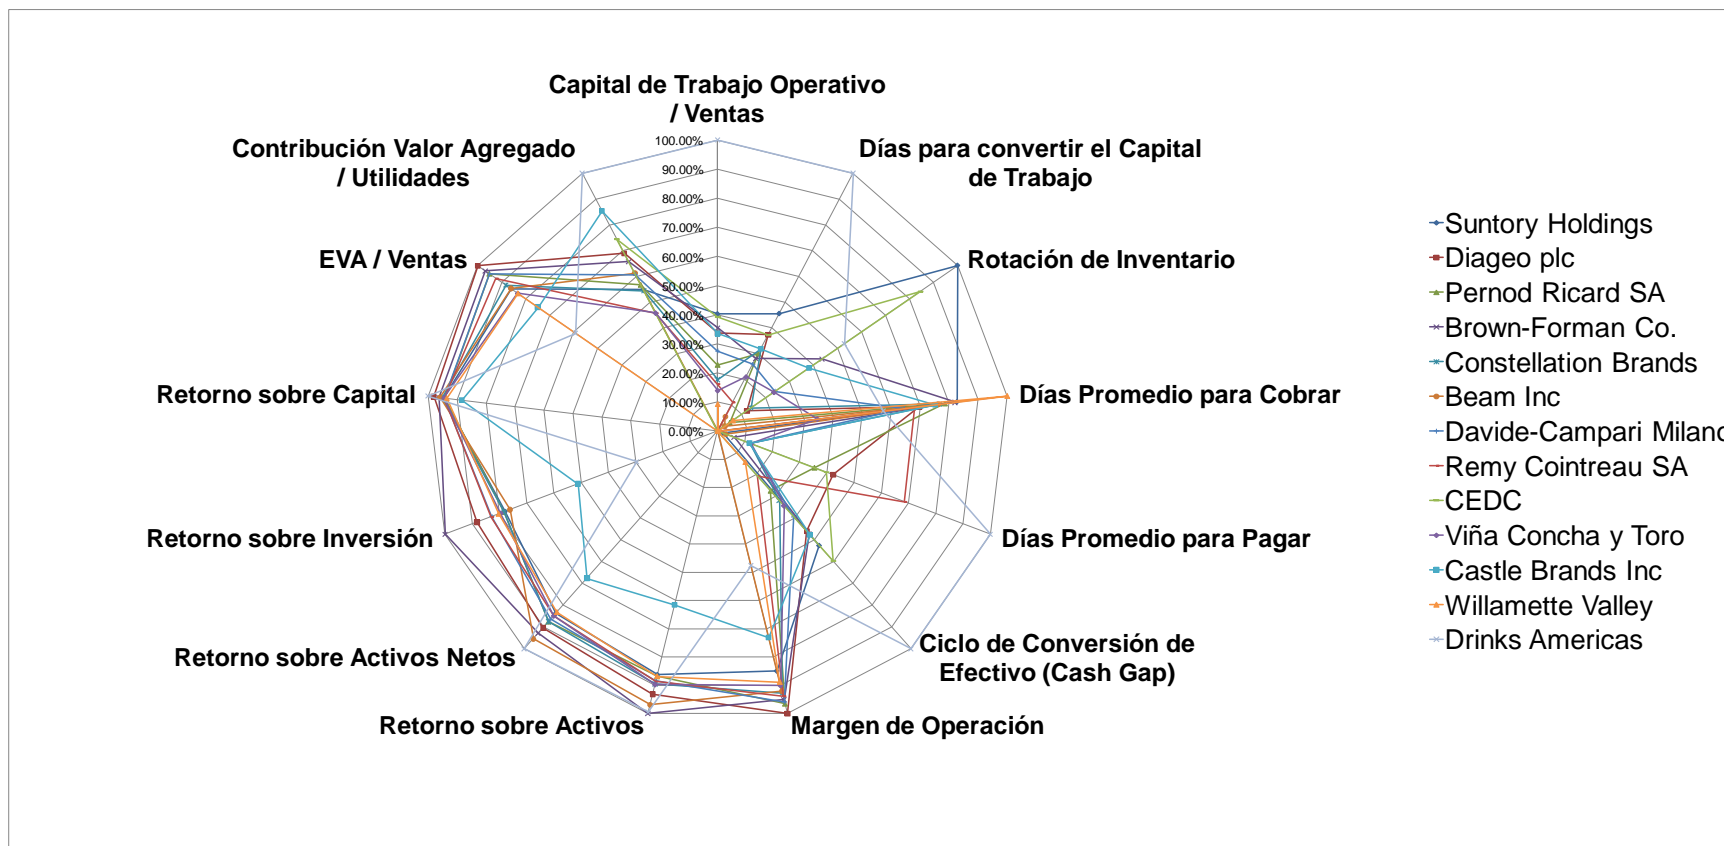 Capital de Trabajo Operativo
/ Ventas
Días para convertir el Capital
de Trabajo
Rotación de Inventario
Días Promedio para Cobrar
Días Promedio para Pagar
Ciclo de Conversión de
Efectivo (Cash Gap)
Margen de Operación
Retorno sobre Activos
Retorno sobre Activos Netos
Retorno sobre Inversión
Retorno sobre Capital
EVA / Ventas
Contribución Valor Agregado
/ Utilidades
100.00%
90.00%
80.00%
70.00%
60.00%
50.00%
40.00%
30.00%
20.00%
10.00%
0.00%
Suntory Holdings
Diageo plc
Pernod Ricard SA
Brown-Forman Co.
Constellation Brands
Beam Inc
Davide-Campari Milano
Remy Cointreau SA
CEDC
Viña Concha y Toro
Castle Brands Inc
Willamette Valley
Drinks Americas